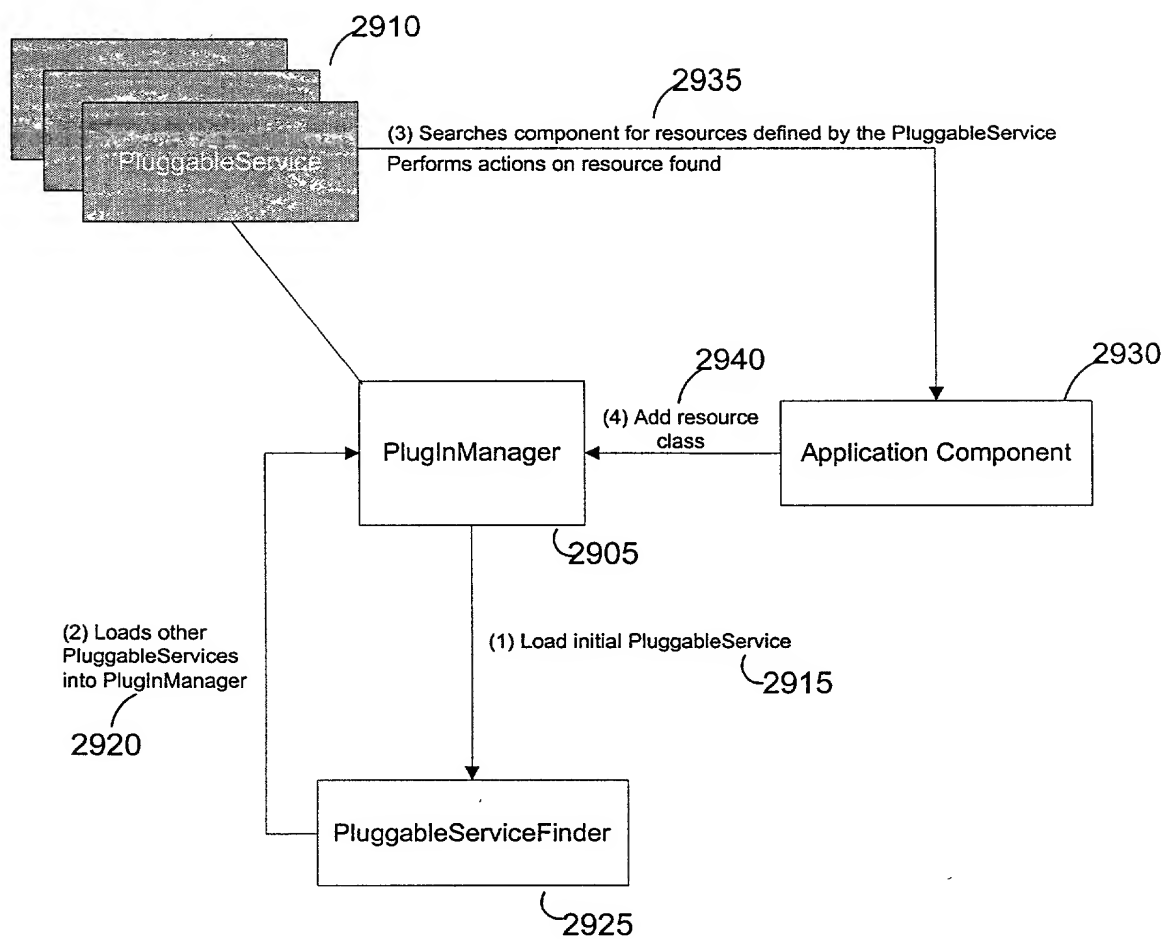 2910
2935
(3) Searches component for resources defined by the PluggableService
Performs actions on resource found
PluggableService
2940
2930
(4) Add resource
class
PlugInManager
Application Component
2905
(2) Loads other
PluggableServices
into PlugInManager
(1) Load initial PluggableService
2915
2920
PluggableServiceFinder
2925